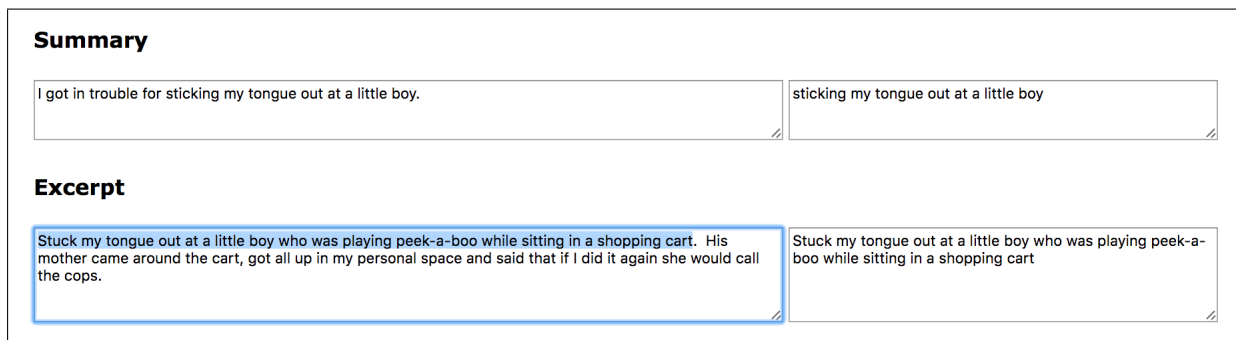 Summary
I got in trouble for sticking my tongue out at a little boy.
sticking my tongue out at a little boy
Excerpt
Stuck my tongue out at a little boy who was playing peek-a-boo while sitting in a shopping cart.  His
mother came around the cart, got all up in my personal space and said that if I did it again she would call
the cops.
Stuck my tongue out at a little boy who was playing peek-a-
boo while sitting in a shopping cart